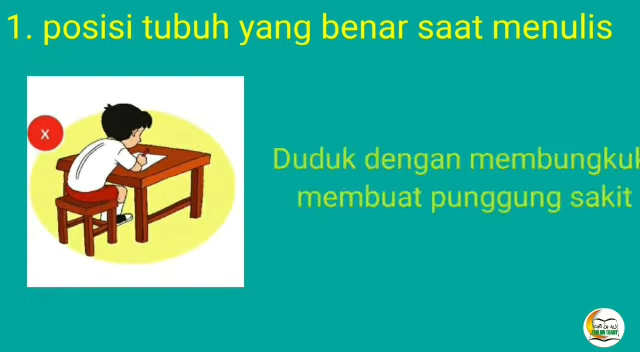 1. posisi tubuh yang benar saat menulis
x
Duduk dengan membungkuk
membuat punggung sakit